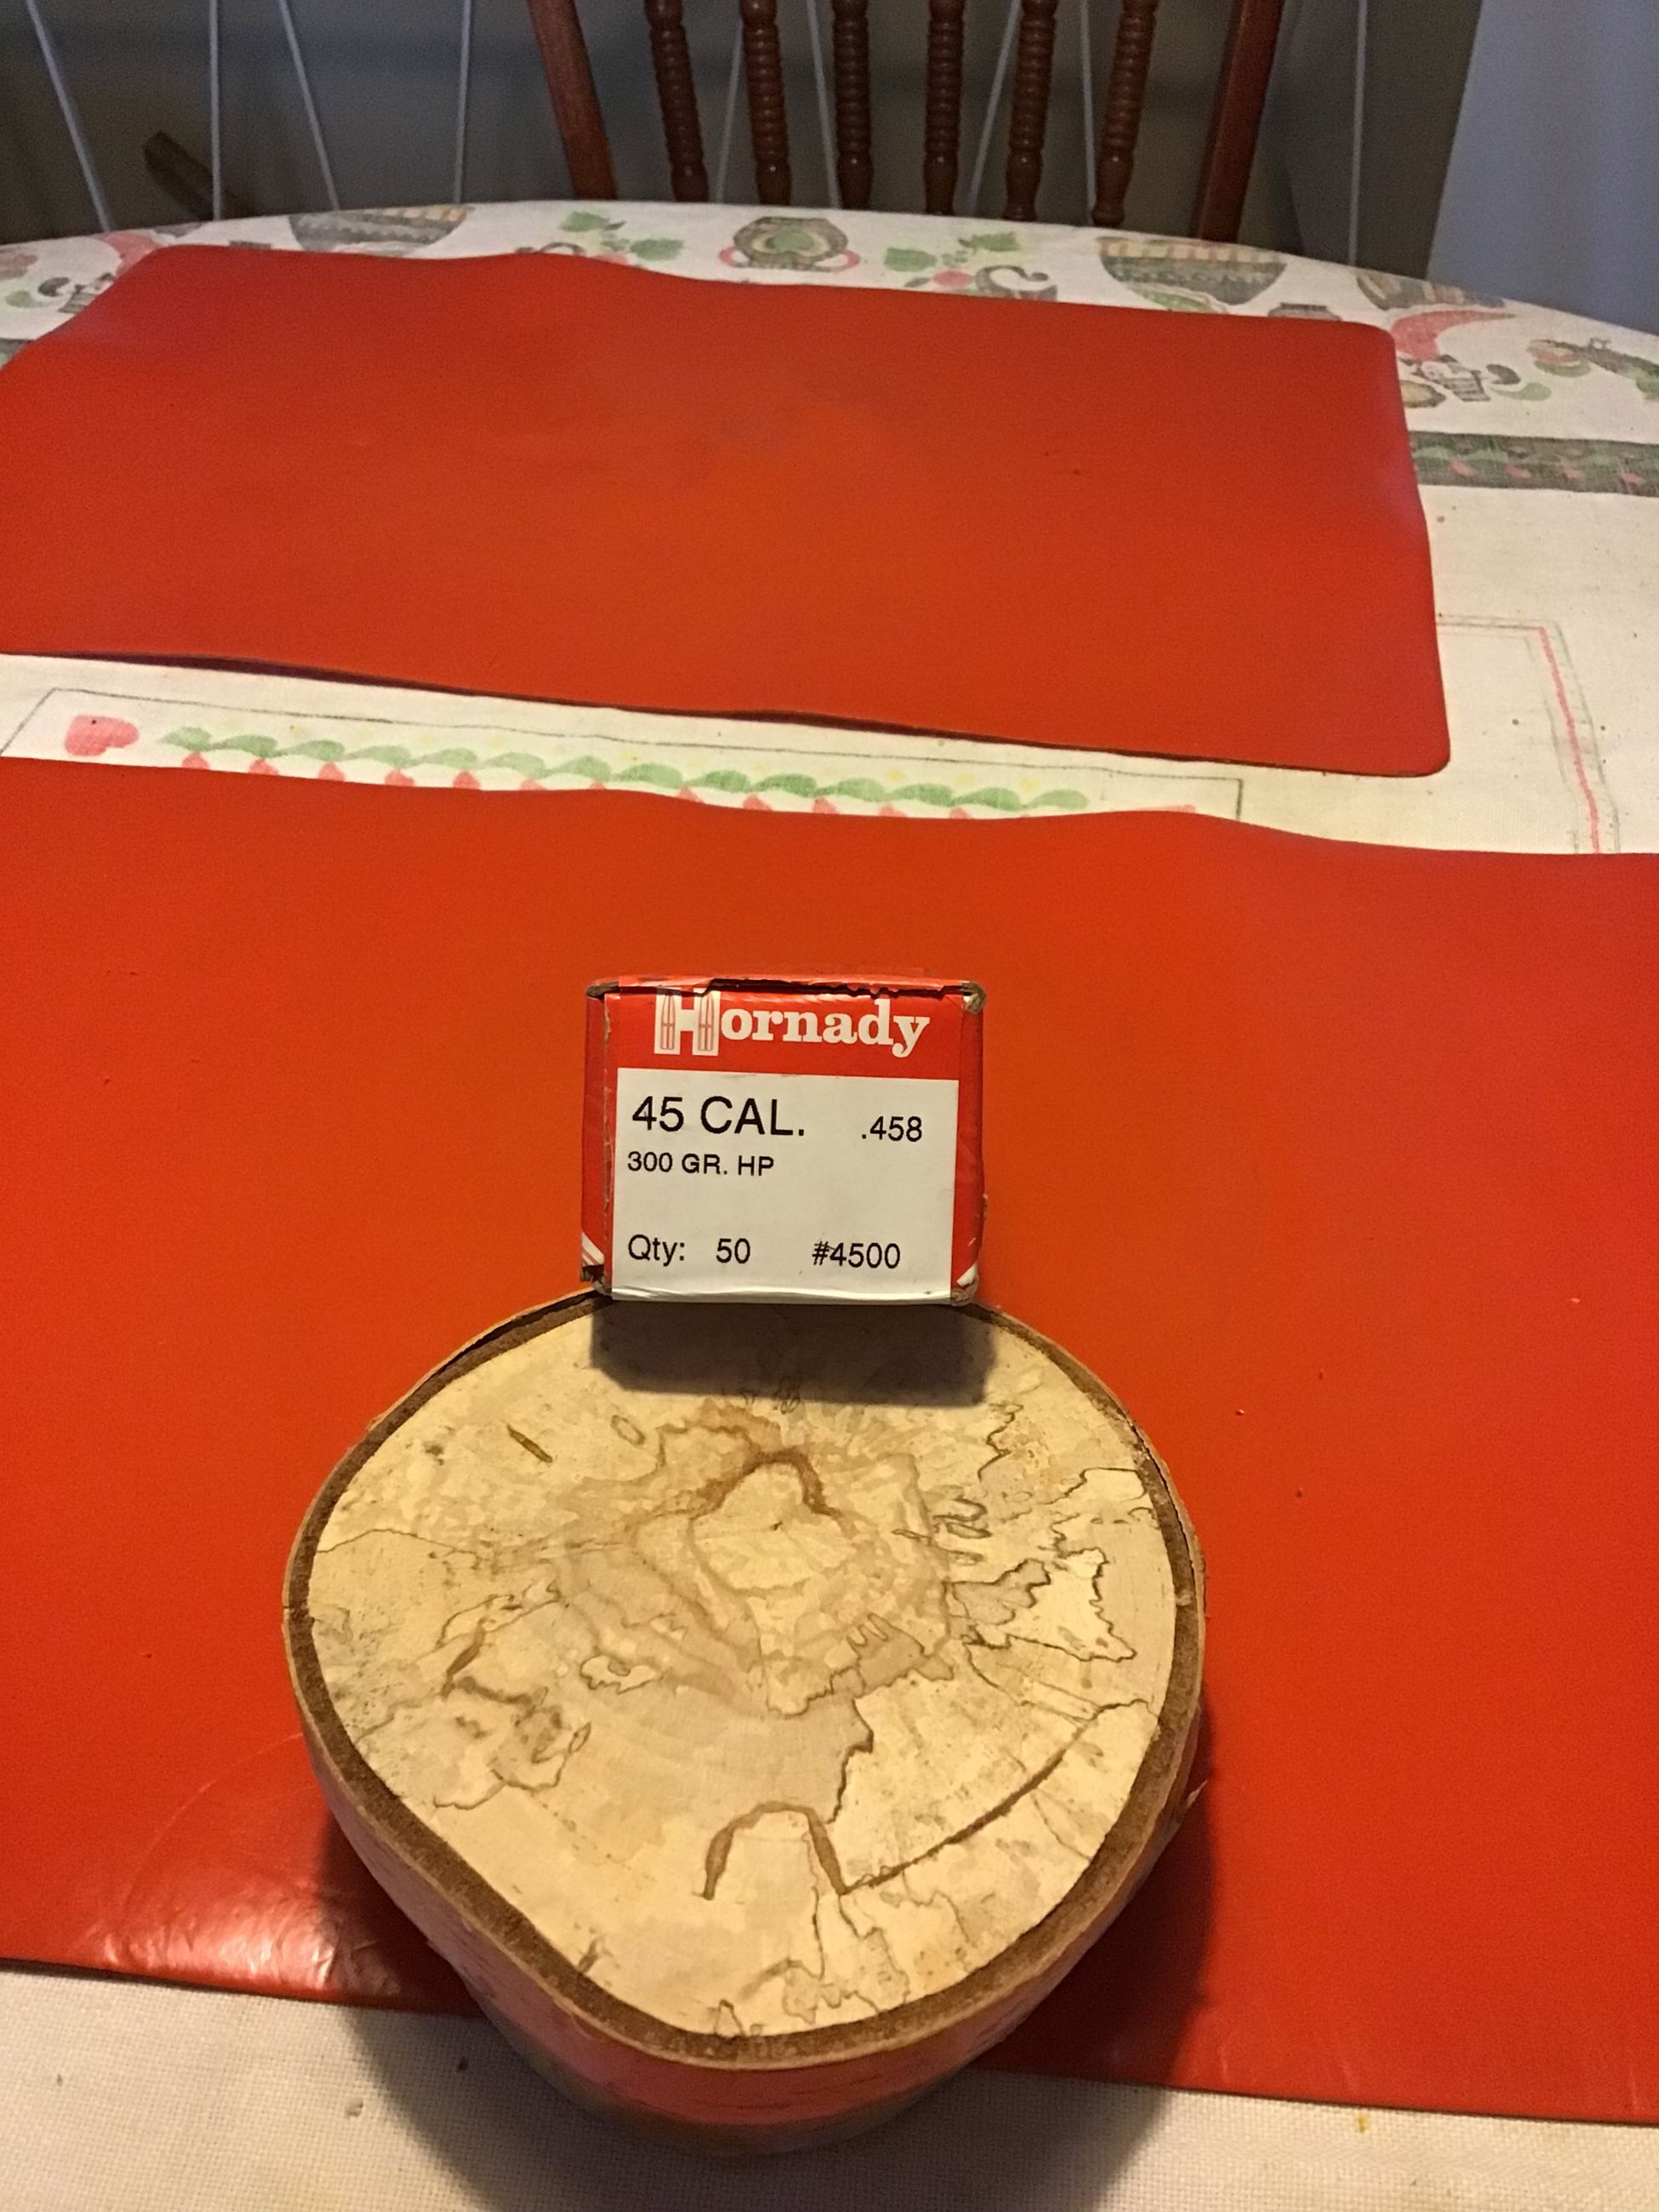 Hornady
45 CAL. .458
300 GR. HP
Qty: 50 #4500